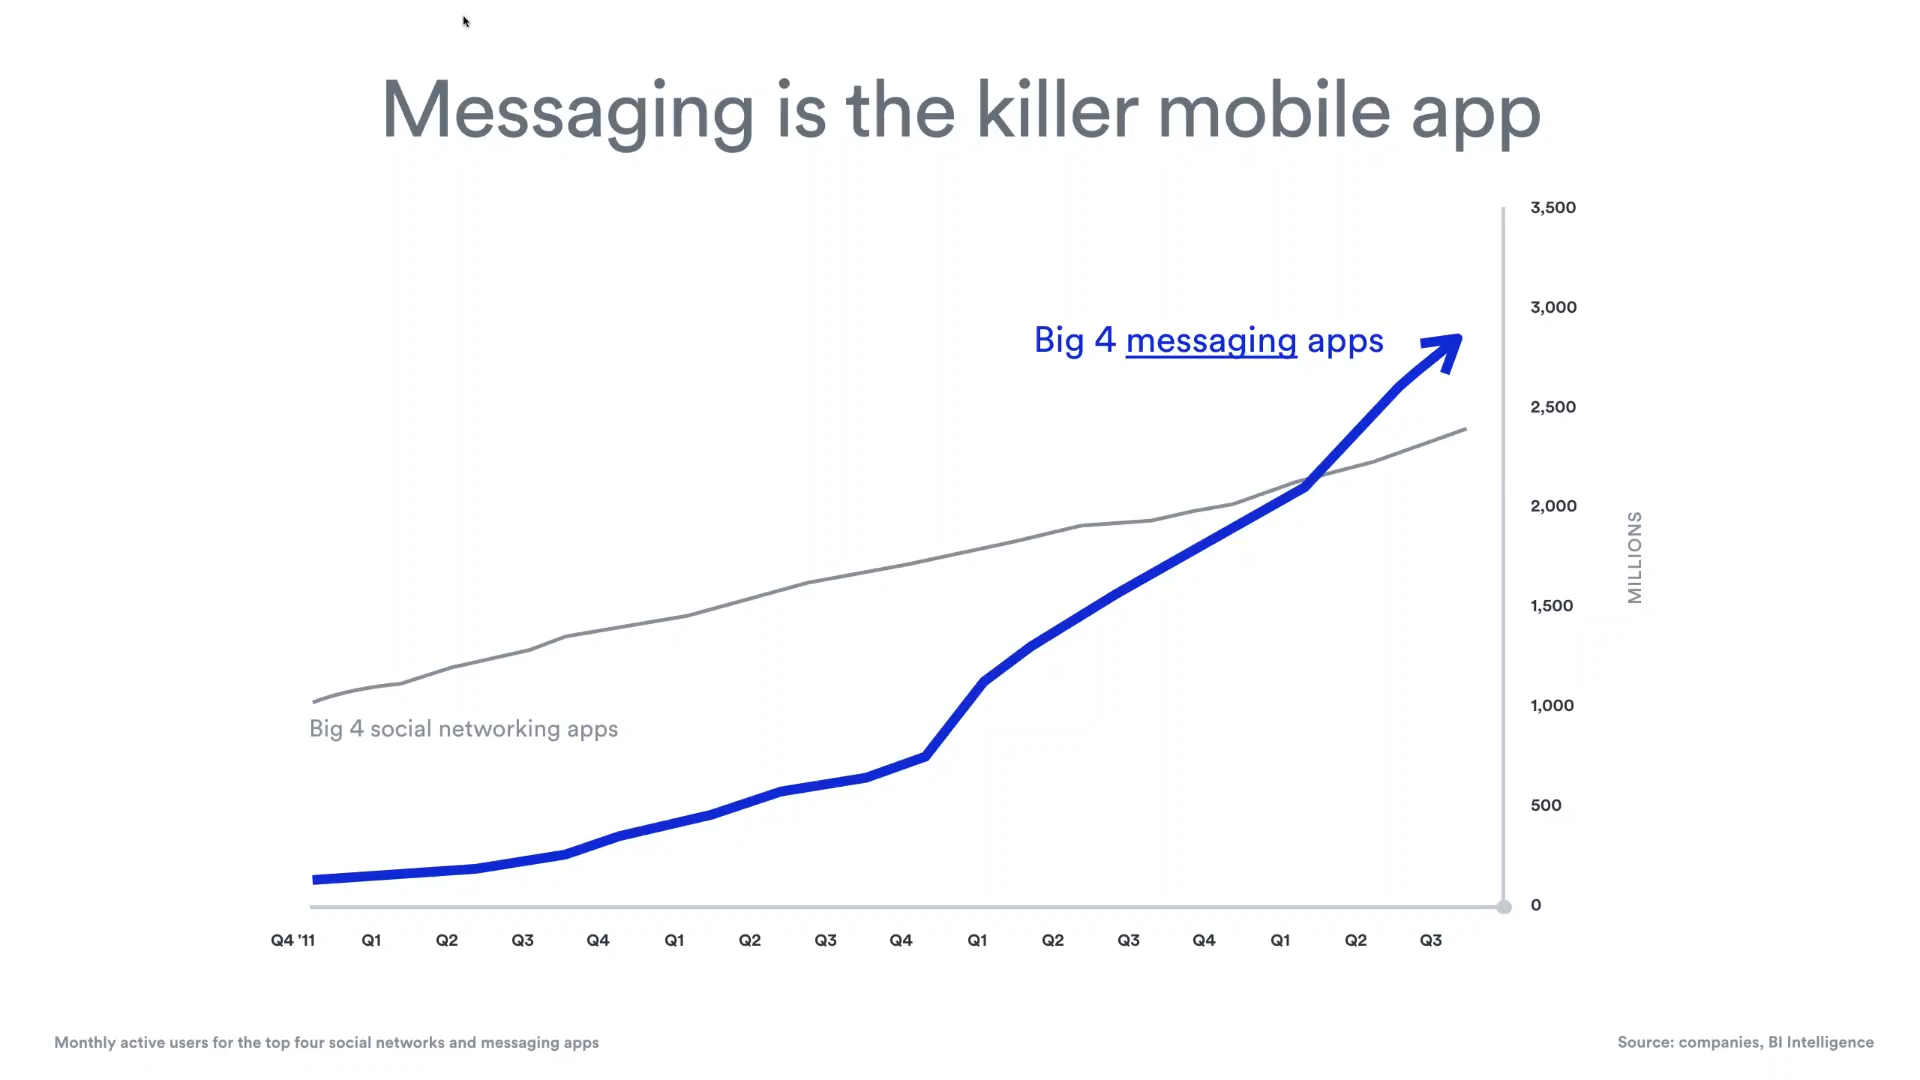 Messaging is the killer mobile app
3,500
3,000
Big 4 messaging apps
2,500
2,000
MILLIONS
1,500
1,000
Big 4 social networking apps
500
0
Q4 '11 Q1 Q2 Q3 Q4 Q1 Q2 Q3 Q4 Q1 Q2 Q3 Q4 Q1 Q2 Q3
Monthly active users for the top four social networks and messaging apps
Source: companies, BI Intelligence